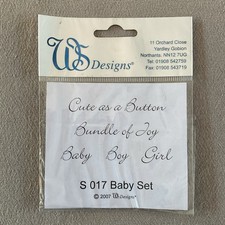 WS Designs®
11 Orchard Close
Yardley Gobion
Northants, NN12 7UG
Tel: 01908 542799
Fax: 01908 543719
Cute as a Button
Bundle of Joy
Baby Boy Girl
S 017 Baby Set
© 2007 WS Designs®